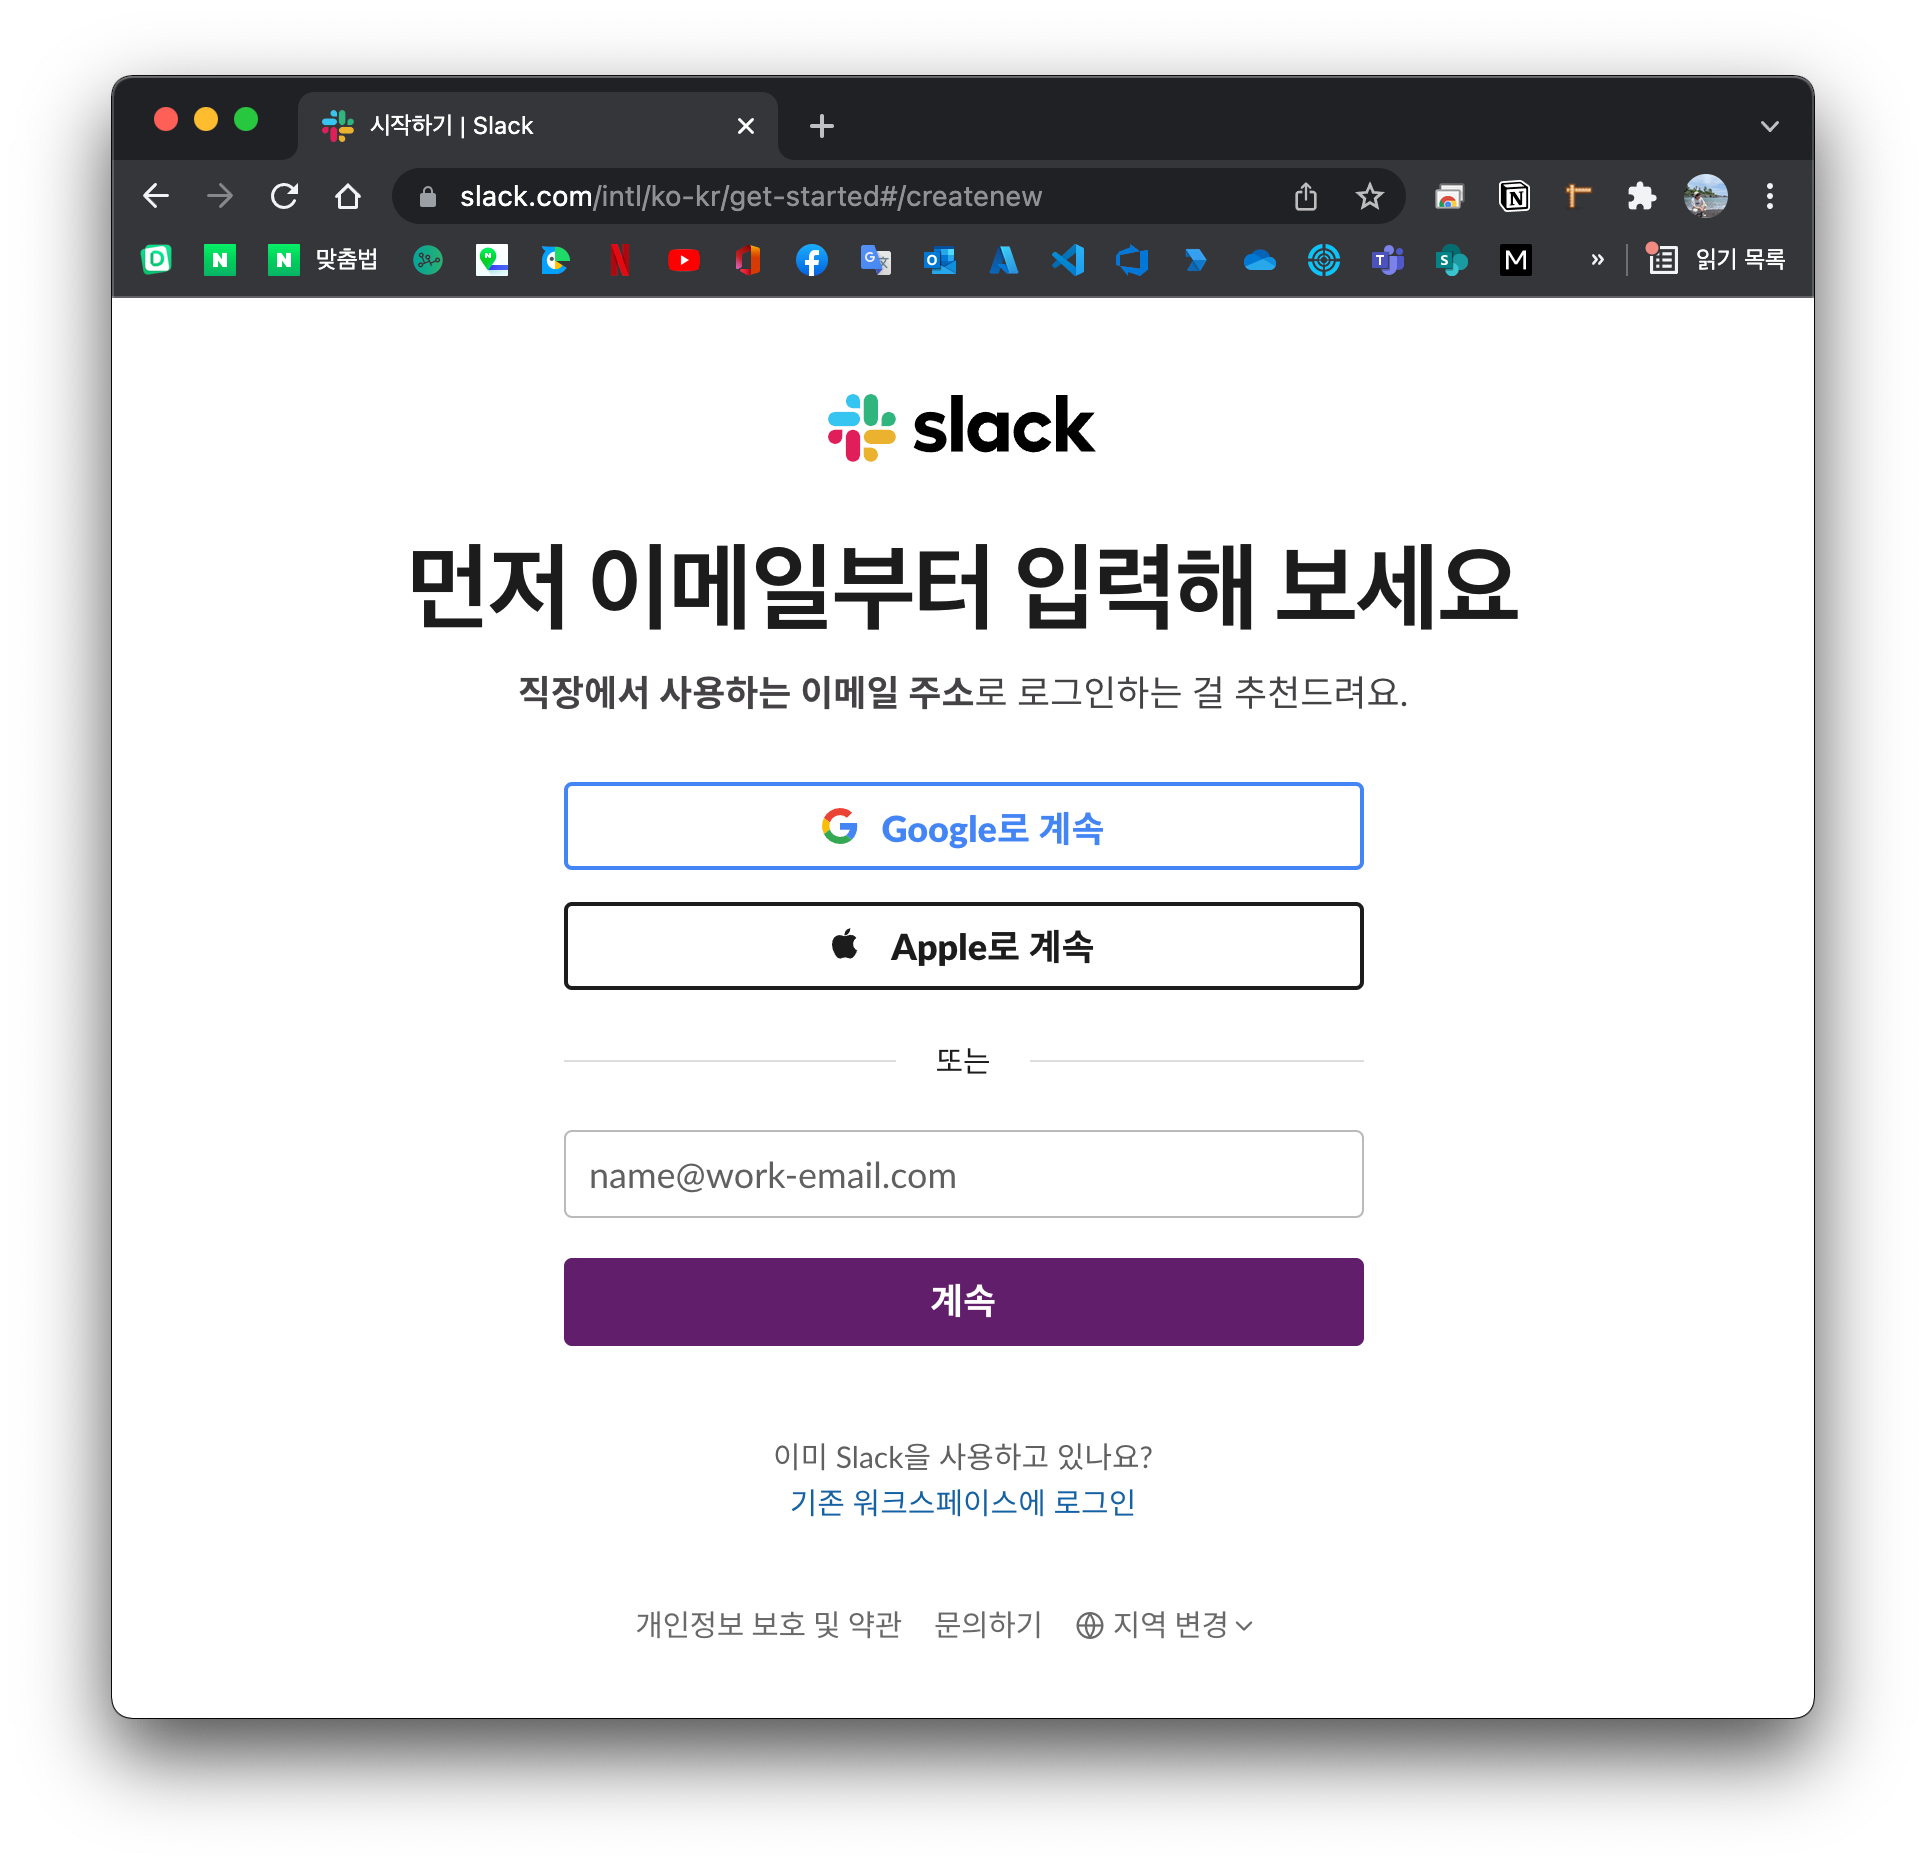 시작하기 | Slack
slack.com/intl/ko-kr/get-started#/createnew
맞춤법
읽기 목록
slack
먼저 이메일부터 입력해 보세요
직장에서 사용하는 이메일 주소로 로그인하는 걸 추천드려요.
Google로 계속
Apple로 계속
또는
name@work-email.com
계속
이미 Slack을 사용하고 있나요?
기존 워크스페이스에 로그인
개인정보 보호 및 약관 문의하기 지역 변경